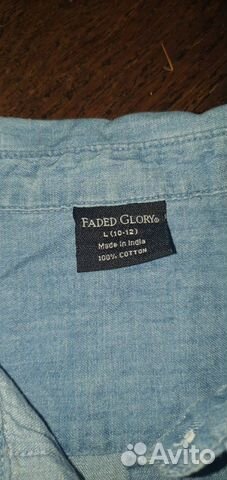 FADED GLORY®
L (10-12)
Made in India
100% COTTON
Avito